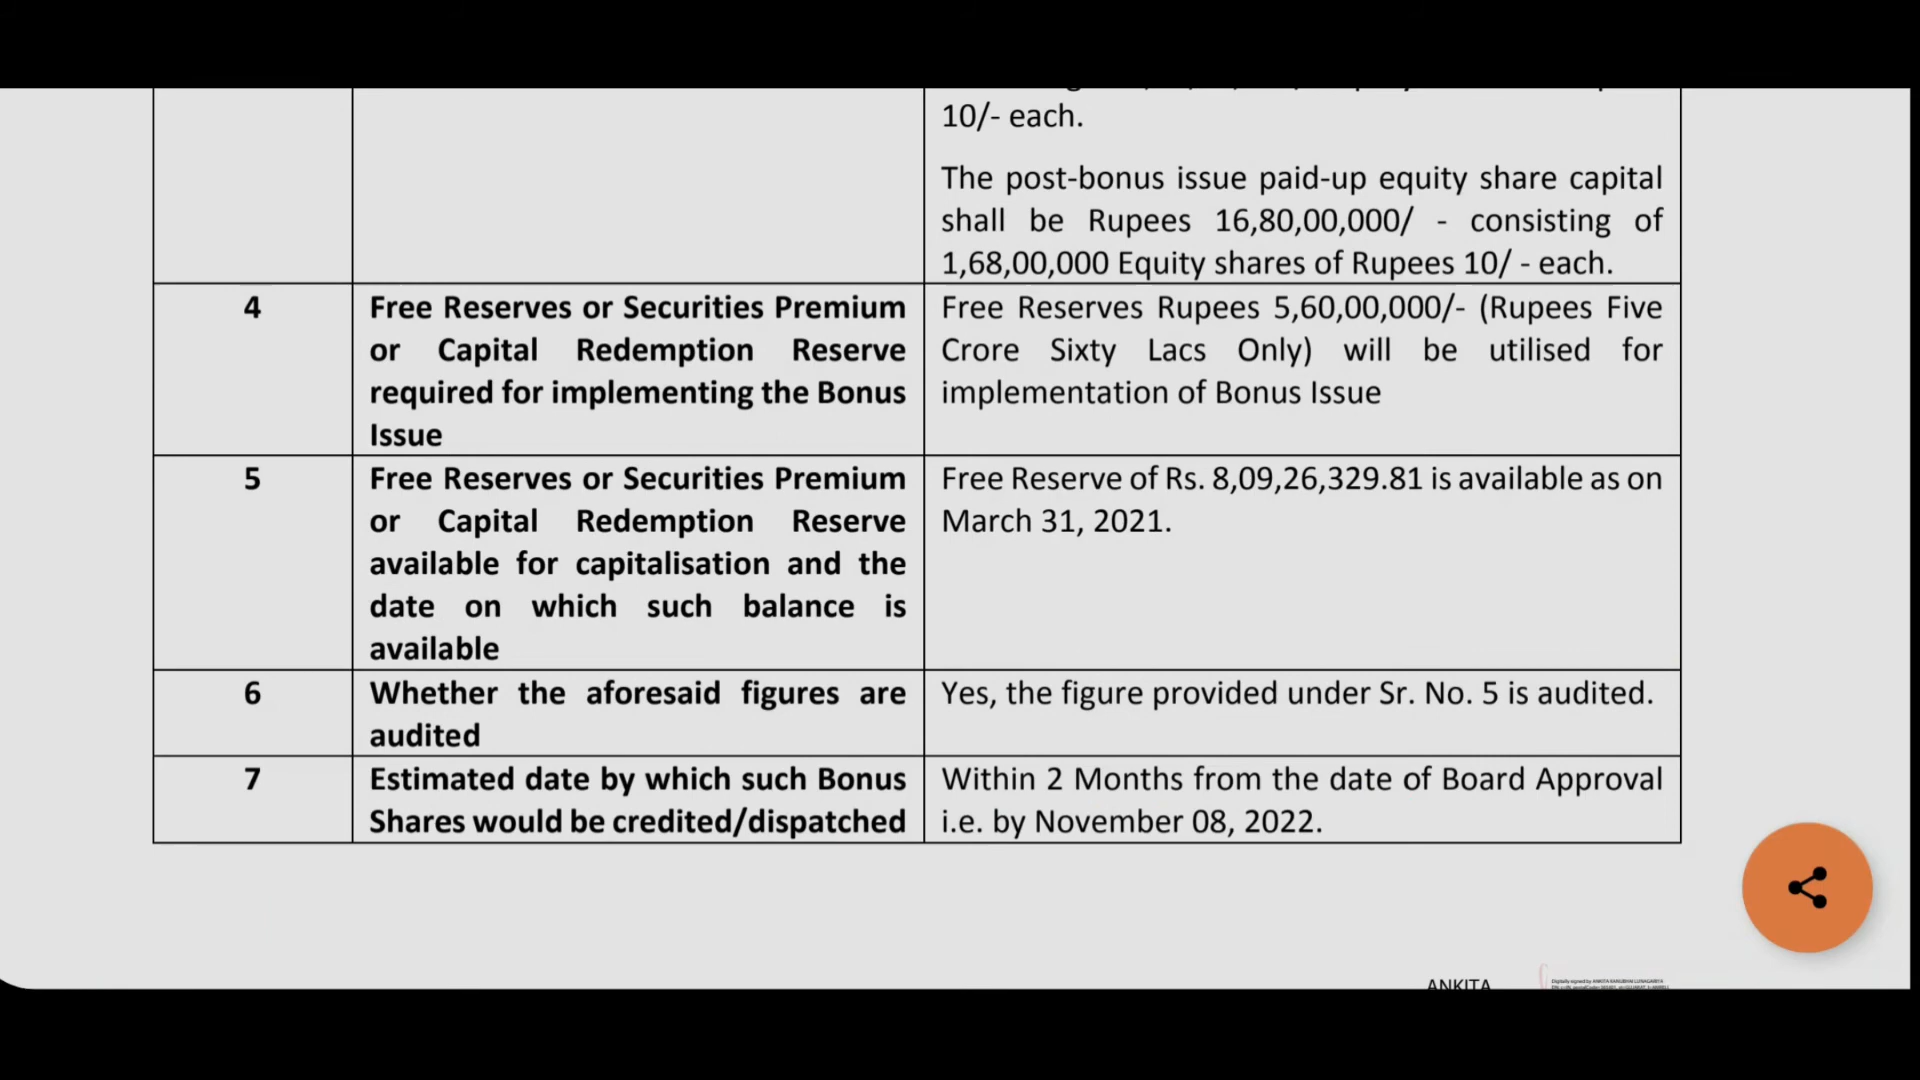 10/- each.
The post-bonus issue paid-up equity share capital
shall be Rupees 16,80,00,000/ - consisting of
1,68,00,000 Equity shares of Rupees 10/ - each.
4
Free Reserves or Securities Premium
or Capital Redemption Reserve
required for implementing the Bonus
Issue
Free Reserves Rupees 5,60,00,000/- (Rupees Five
Crore Sixty Lacs Only) will be utilised for
implementation of Bonus Issue
5
Free Reserves or Securities Premium
or Capital Redemption Reserve
available for capitalisation and the
date on which such balance is
available
Free Reserve of Rs. 8,09,26,329.81 is available as on
March 31, 2021.
6
Whether the aforesaid figures are
audited
Yes, the figure provided under Sr. No. 5 is audited.
7
Estimated date by which such Bonus
Shares would be credited/dispatched
Within 2 Months from the date of Board Approval
i.e. by November 08, 2022.
ANKITA